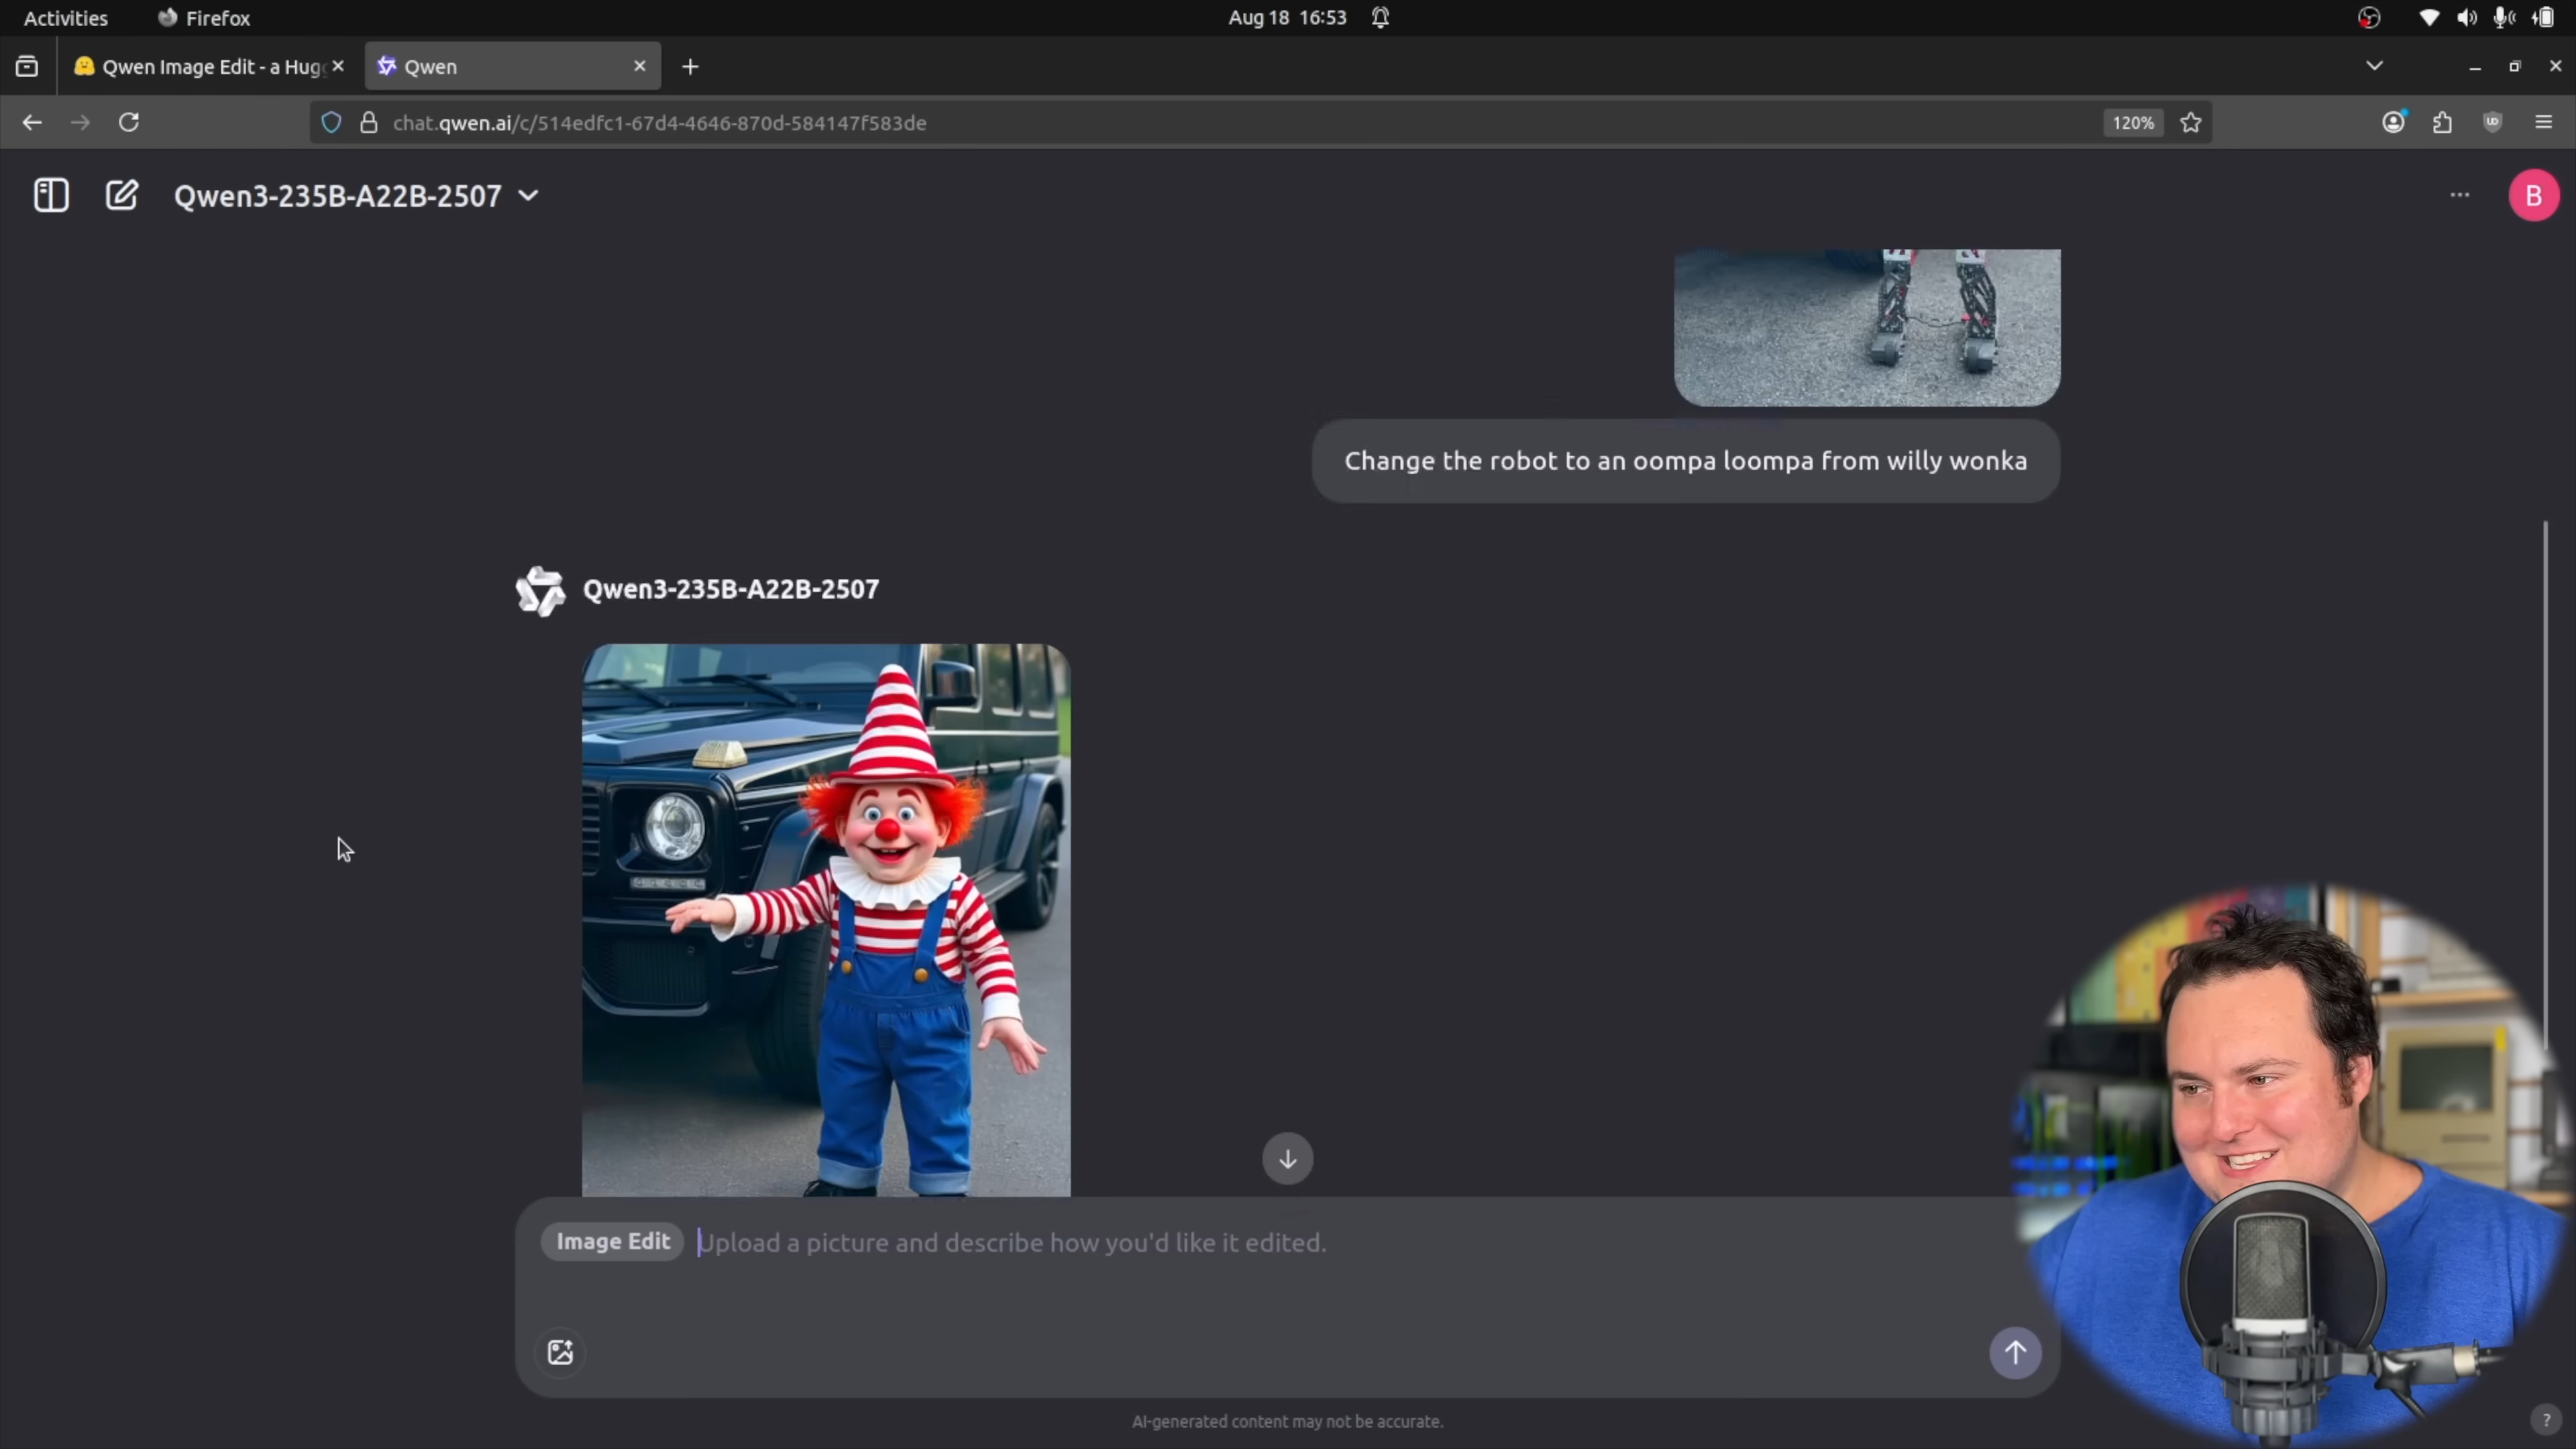 Activities Firefox Aug 18 16:53
Qwen Image Edit - a Hug Qwen
chat.qwen.ai/c/514edfc1-67d4-4646-870d-584147f583de 120%
Qwen3-235B-A22B-2507 B
Change the robot to an oompa loompa from willy wonka
Qwen3-235B-A22B-2507
Image Edit Upload a picture and describe how you'd like it edited.
AI-generated content may not be accurate. ?